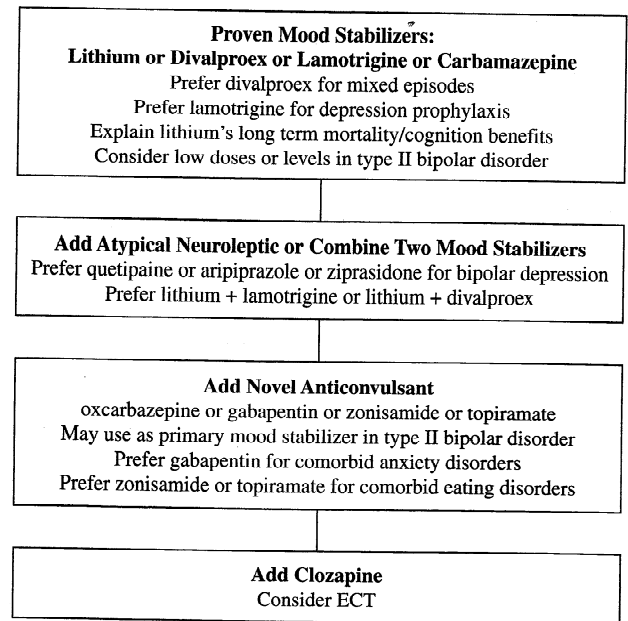 Proven Mood Stabilizers:
Lithium or Divalproex or Lamotrigine or Carbamazepine
Prefer divalproex for mixed episodes
Prefer lamotrigine for depression prophylaxis
Explain lithium's long term mortality/cognition benefits
Consider low doses or levels in type II bipolar disorder
Add Atypical Neuroleptic or Combine Two Mood Stabilizers
Prefer quetipaine or aripiprazole or ziprasidone for bipolar depression
Prefer lithium + lamotrigine or lithium + divalproex
Add Novel Anticonvulsant
oxcarbazepine or gabapentin or zonisamide or topiramate
May use as primary mood stabilizer in type II bipolar disorder
Prefer gabapentin for comorbid anxiety disorders
Prefer zonisamide or topiramate for comorbid eating disorders
Add Clozapine
Consider ECT